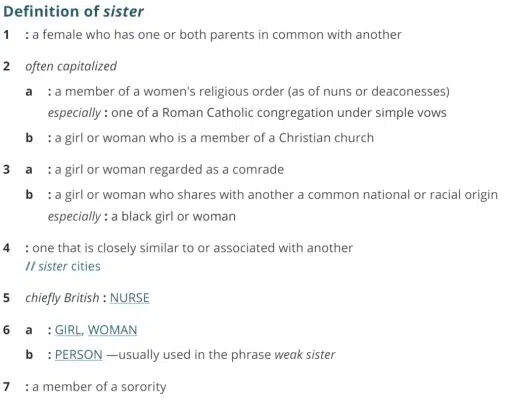 Definition of sister
1 : a female who has one or both parents in common with another
2 often capitalized
a : a member of a women's religious order (as of nuns or deaconesses)
especially : one of a Roman Catholic congregation under simple vows
b : a girl or woman who is a member of a Christian church
3 a : a girl or woman regarded as a comrade
b : a girl or woman who shares with another a common national or racial origin
especially : a black girl or woman
4 : one that is closely similar to or associated with another
// sister cities
5 chiefly British : NURSE
6 a : GIRL, WOMAN
b : PERSON —usually used in the phrase weak sister
7 : a member of a sorority